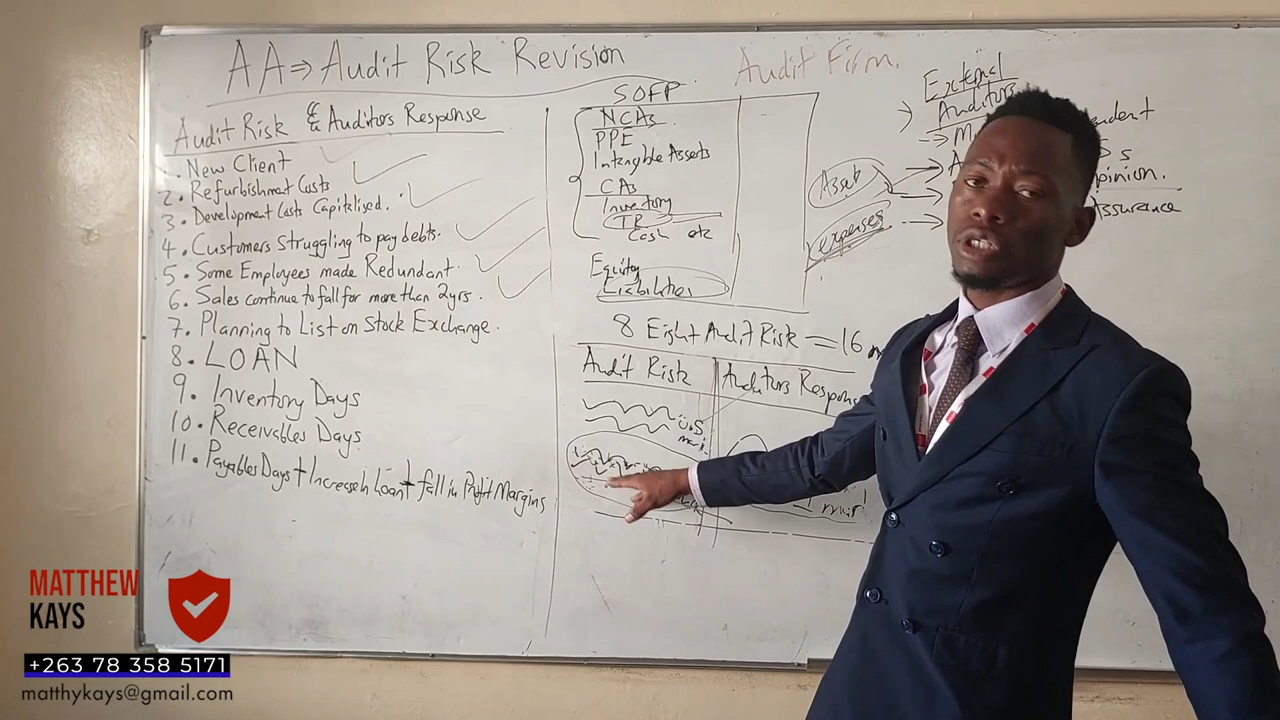 AA ⇒ Audit Risk Revision
Audit Risk & Auditors Response
1. New Client
2. Refurbishment Costs
3. Development Costs Capitalised.
4. Customers Struggling to pay debts.
5. Some Employees made Redundant.
6. Sales continue to fall for more than 2yrs.
7. Planning to List on Stock Exchange.
8. LOAN
9. Inventory Days
10. Receivables Days
11. Payables Days + Increase in Loan + fall in Profit Margins
SOFP
NCAs
PPE
Intangible Assets
CAs
Inventory
TR
Cash etc
Equity
Liabilities
8 Eight Audit Risk = 16
Audit Risk
Auditors Respons
Audit Firm.
External
Auditors
pinion.
Assurance
Asset
expenses
MATTHEW
KAYS
+263 78 358 5171
matthykays@gmail.com